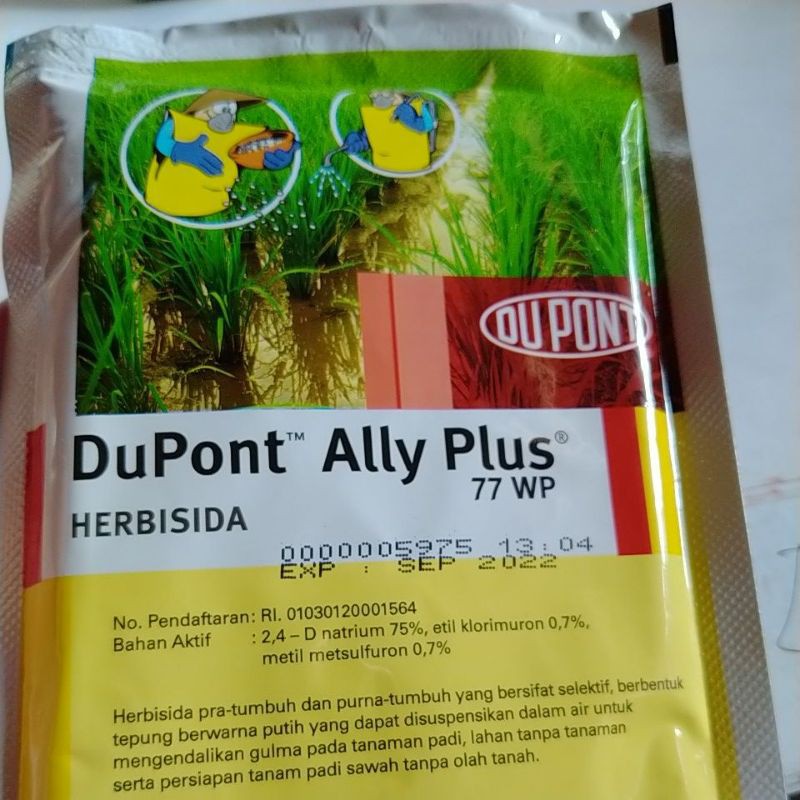 DU PONT
DuPont™ Ally Plus®
77 WP
HERBISIDA
0000005975 13:04
EXP : SEP 2022
No. Pendaftaran: RI. 01030120001564
Bahan Aktif : 2,4 – D natrium 75%, etil klorimuron 0,7%,
metil metsulfuron 0,7%
Herbisida pra-tumbuh dan purna-tumbuh yang bersifat selektif, berbentuk
tepung berwarna putih yang dapat disuspensikan dalam air untuk
mengendalikan gulma pada tanaman padi, lahan tanpa tanaman
serta persiapan tanam padi sawah tanpa olah tanah.